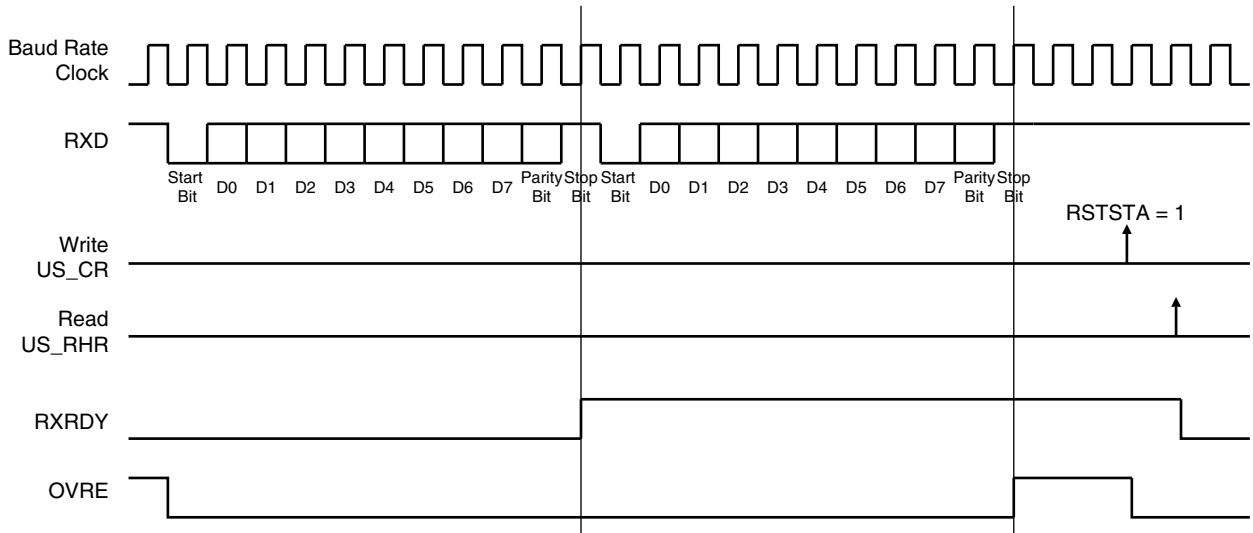 Baud Rate
Clock
RXD
Start
Bit
D0 D1 D2 D3 D4 D5 D6 D7
Parity
Bit
Stop
Bit
Start
Bit
D0 D1 D2 D3 D4 D5 D6 D7
Parity
Bit
Stop
Bit
RSTSTA = 1
Write
US_CR
Read
US_RHR
RXRDY
OVRE